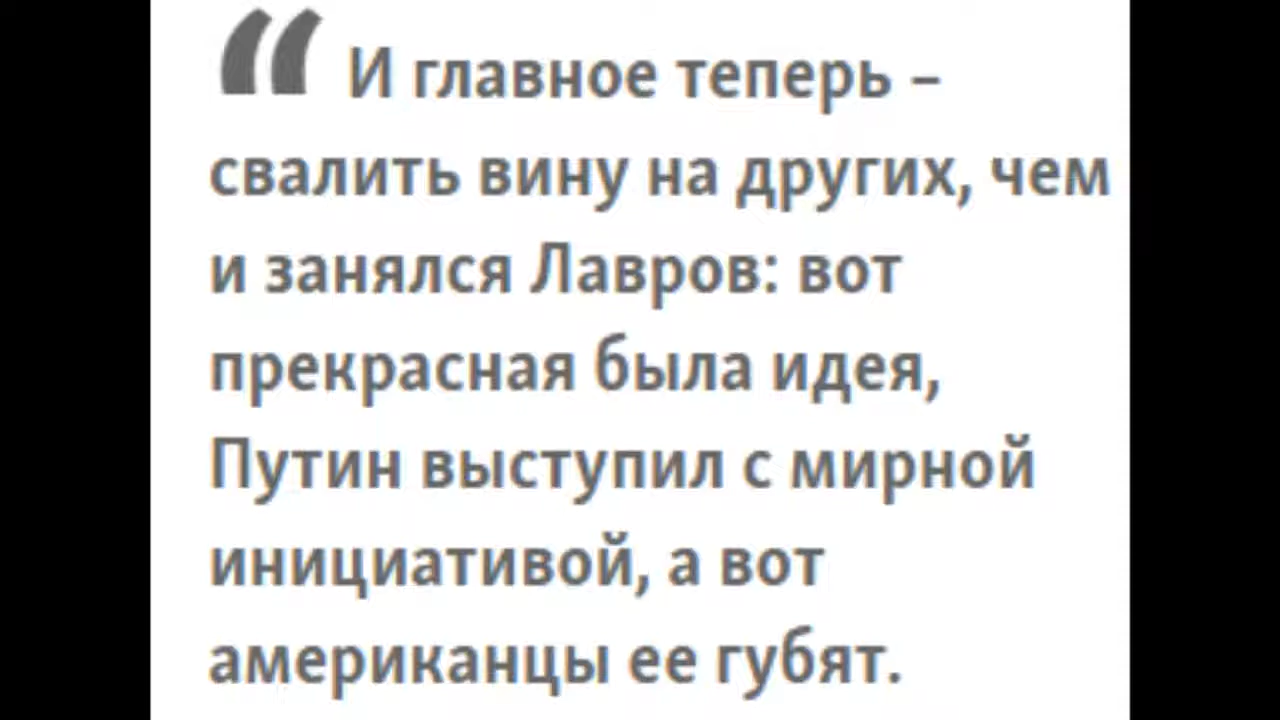 “ И главное теперь –
свалить вину на других, чем
и занялся Лавров: вот
прекрасная была идея,
Путин выступил с мирной
инициативой, а вот
американцы ее губят.